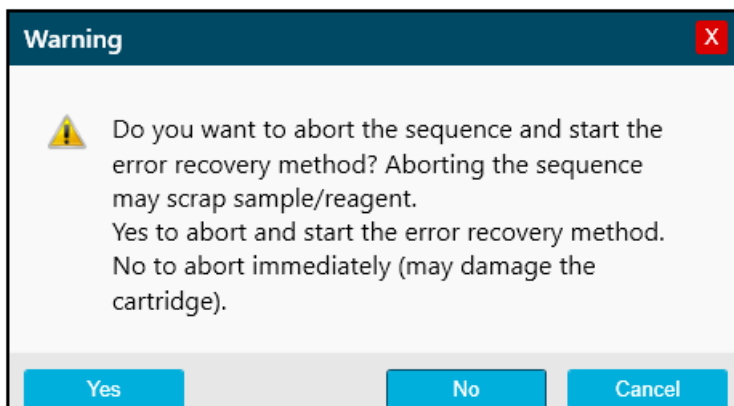 Warning
X
Do you want to abort the sequence and start the
error recovery method? Aborting the sequence
may scrap sample/reagent.
Yes to abort and start the error recovery method.
No to abort immediately (may damage the
cartridge).
Yes
No
Cancel